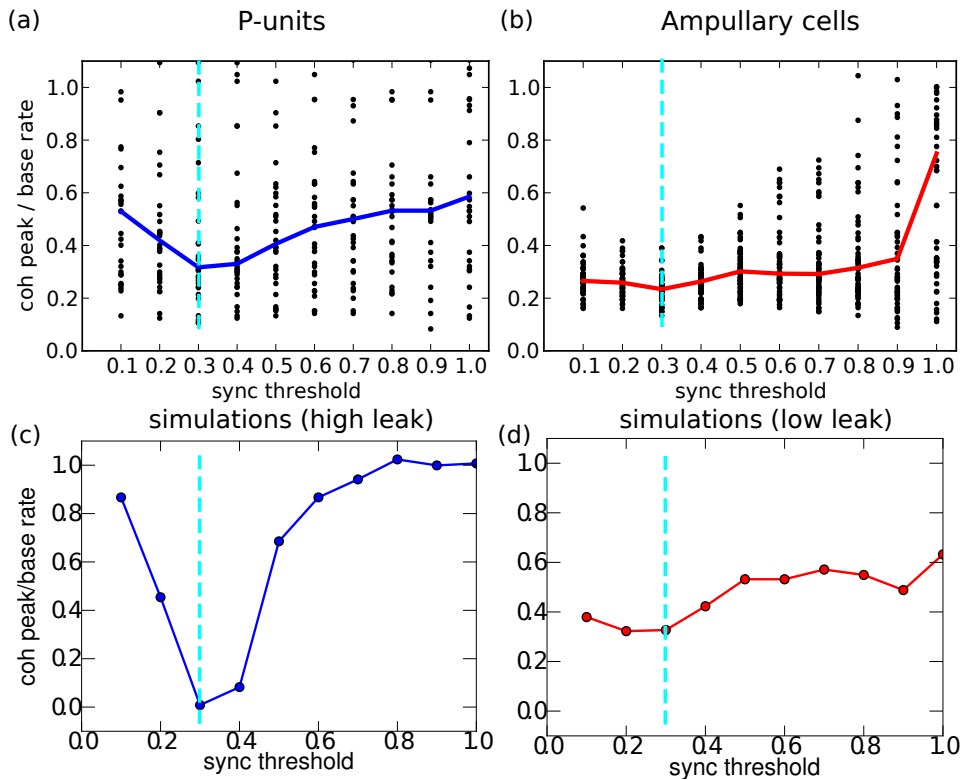 (a) P-units
(b) Ampullary cells
coh peak / base rate
1.0
0.8
0.6
0.4
0.2
0.0
0.1 0.2 0.3 0.4 0.5 0.6 0.7 0.8 0.9 1.0
sync threshold
1.0
0.8
0.6
0.4
0.2
0.0
0.1 0.2 0.3 0.4 0.5 0.6 0.7 0.8 0.9 1.0
sync threshold
(c) simulations (high leak)
(d) simulations (low leak)
coh peak/base rate
1.0
0.8
0.6
0.4
0.2
0.0
0.0 0.2 0.4 0.6 0.8 1.0
sync threshold
1.0
0.8
0.6
0.4
0.2
0.0
0.0 0.2 0.4 0.6 0.8 1.0
sync threshold